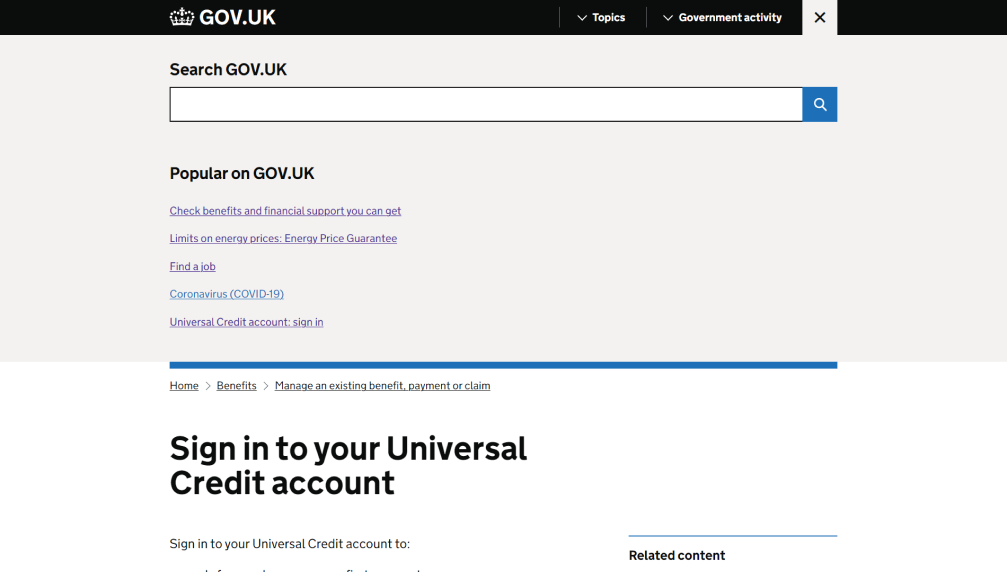 GOV.UK
Topics
Government activity
Search GOV.UK
Popular on GOV.UK
Check benefits and financial support you can get
Limits on energy prices: Energy Price Guarantee
Find a job
Coronavirus (COVID-19)
Universal Credit account: sign in
Home
Benefits
Manage an existing benefit, payment or claim
Sign in to your Universal
Credit account
Sign in to your Universal Credit account to:
Related content